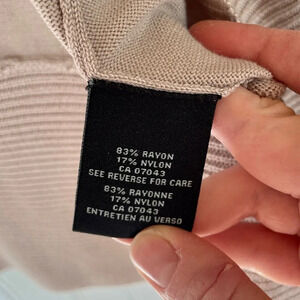 83% RAYON
17% NYLON
CA 07043
SEE REVERSE FOR CARE
83% RAYONNE
17% NYLON
CA 07043
ENTRETIEN AU VERSO